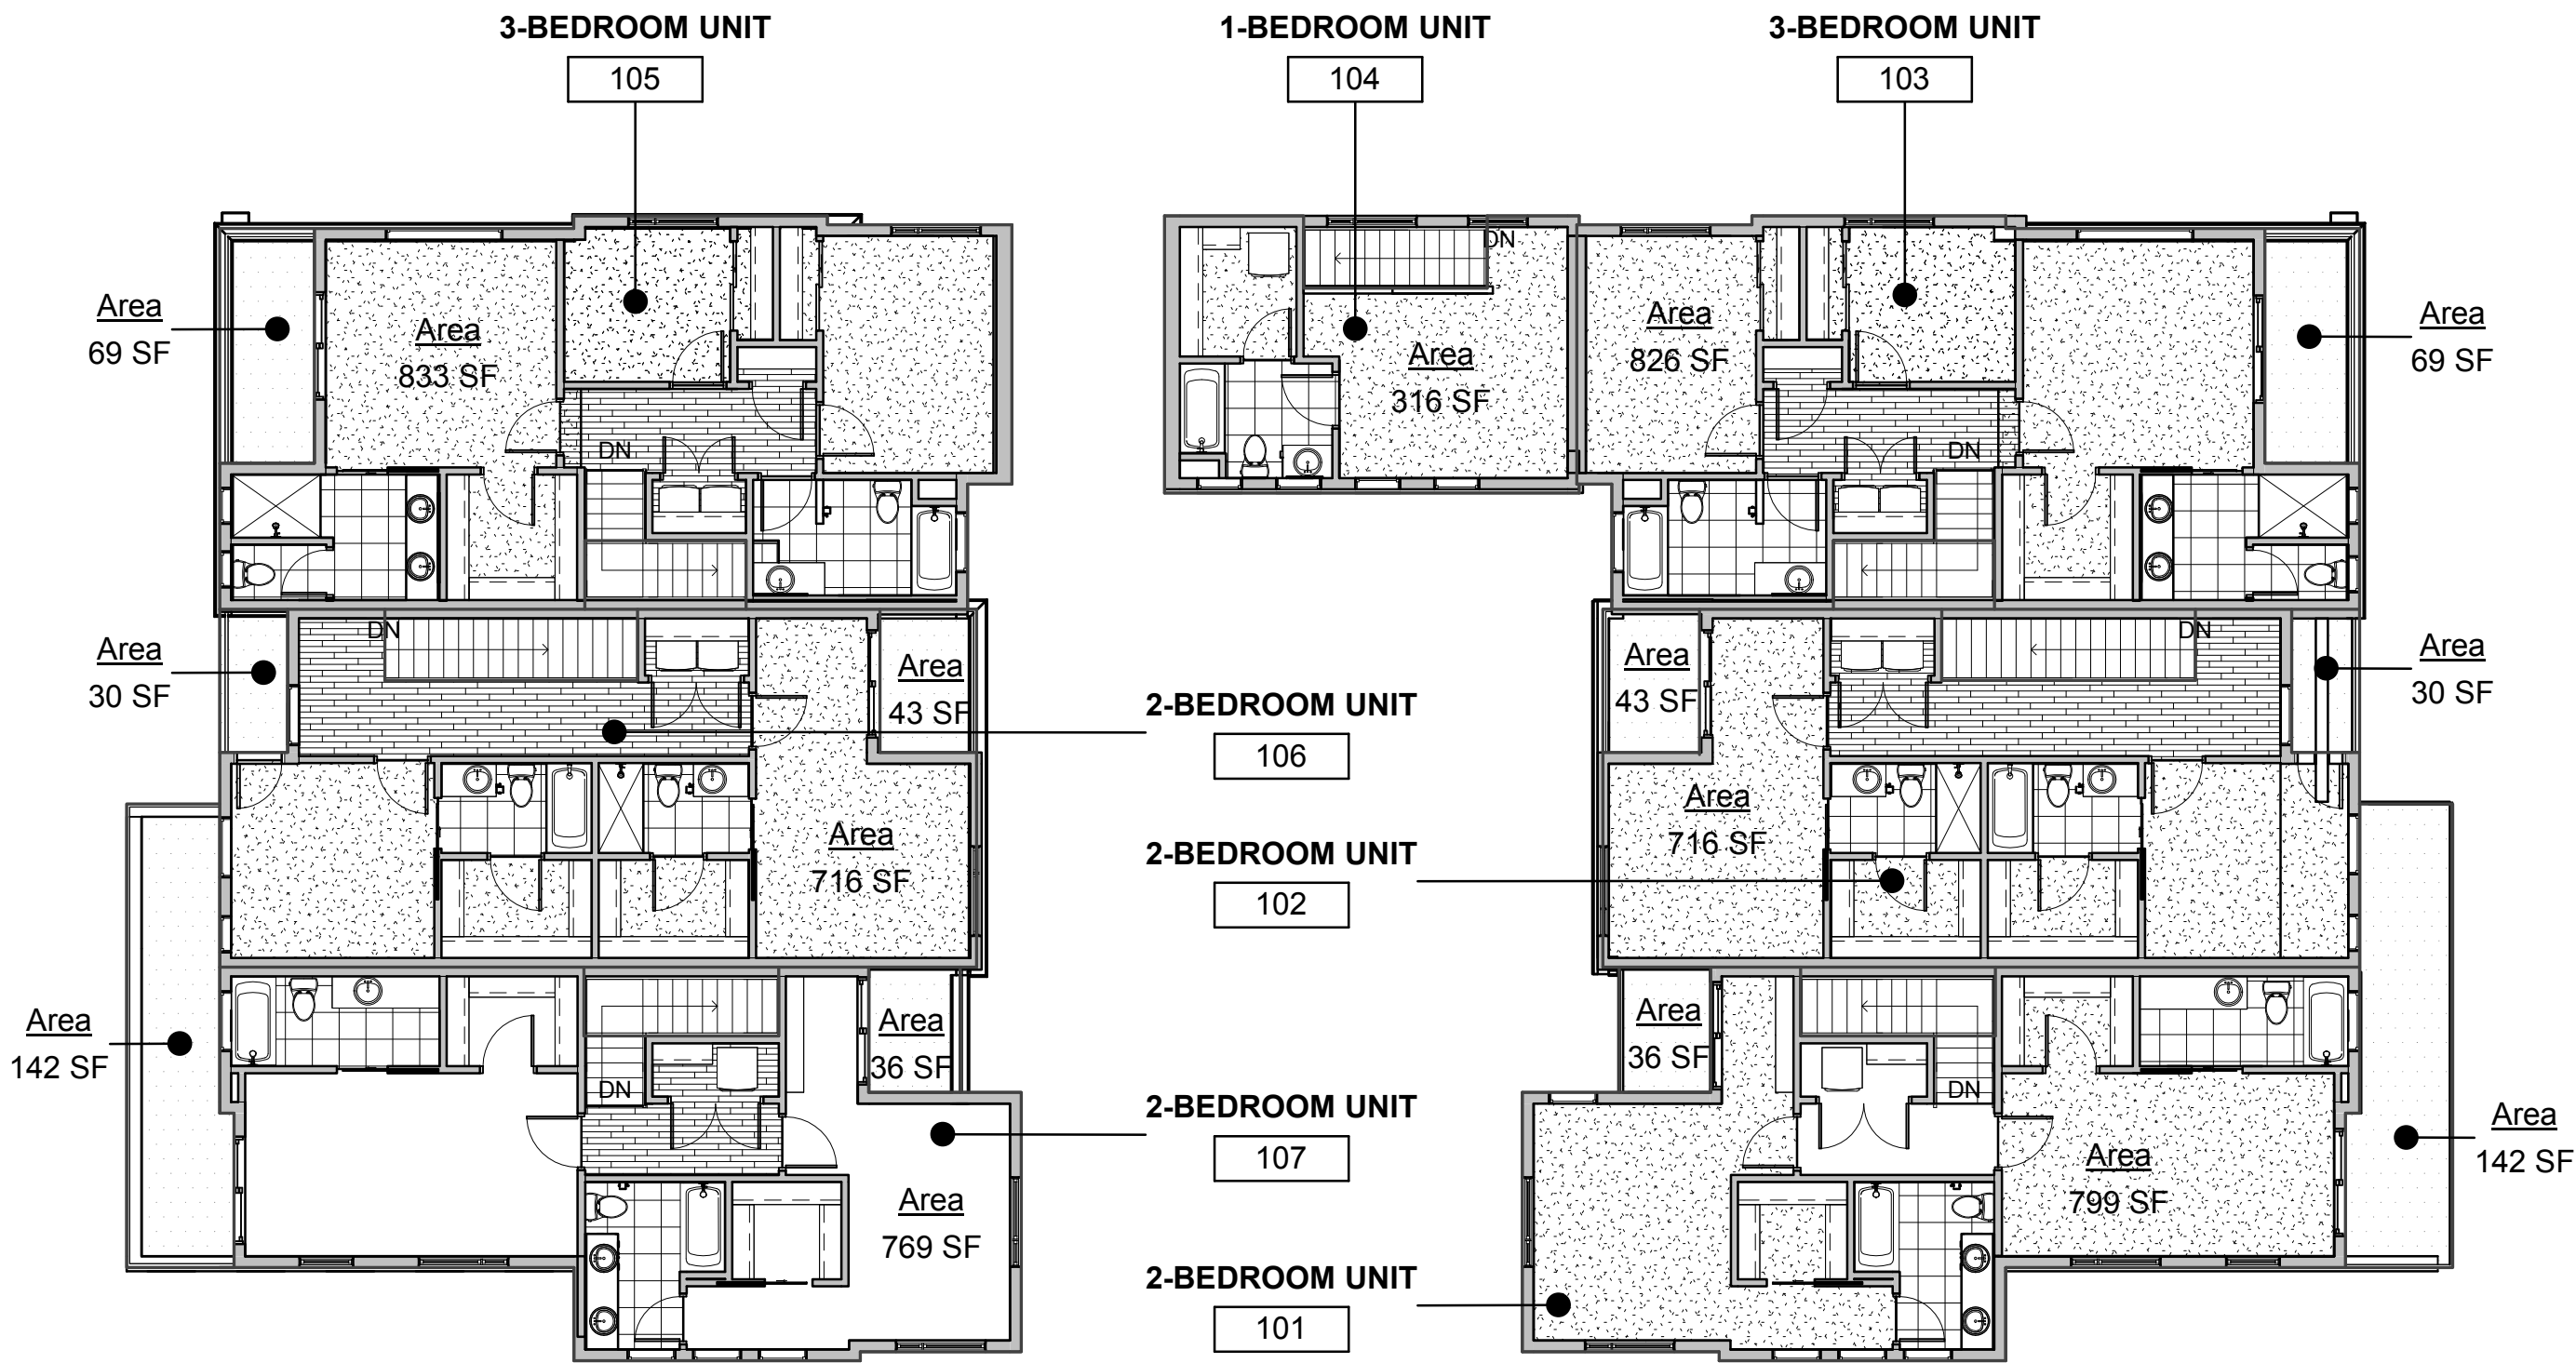 3-BEDROOM UNIT
105
1-BEDROOM UNIT
104
3-BEDROOM UNIT
103
Area
69 SF
Area
833 SF
DN
DN
Area
316 SF
Area
826 SF
DN
Area
69 SF
Area
30 SF
DN
Area
43 SF
2-BEDROOM UNIT
106
Area
43 SF
DN
Area
30 SF
Area
716 SF
2-BEDROOM UNIT
102
Area
716 SF
Area
142 SF
DN
Area
36 SF
2-BEDROOM UNIT
107
Area
36 SF
DN
Area
142 SF
Area
769 SF
2-BEDROOM UNIT
101
Area
799 SF